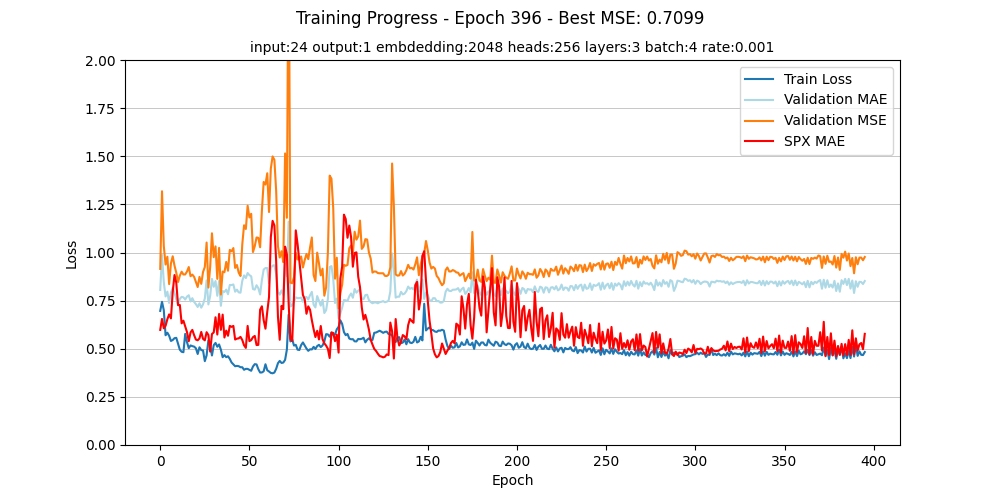 Training Progress - Epoch 396 - Best MSE: 0.7099
input:24 output:1 embdedding:2048 heads:256 layers:3 batch:4 rate:0.001
2.00
1.75
1.50
1.25
1.00
0.75
0.50
0.25
0.00
Loss
Train Loss
Validation MAE
Validation MSE
SPX MAE
0 50 100 150 200 250 300 350 400
Epoch